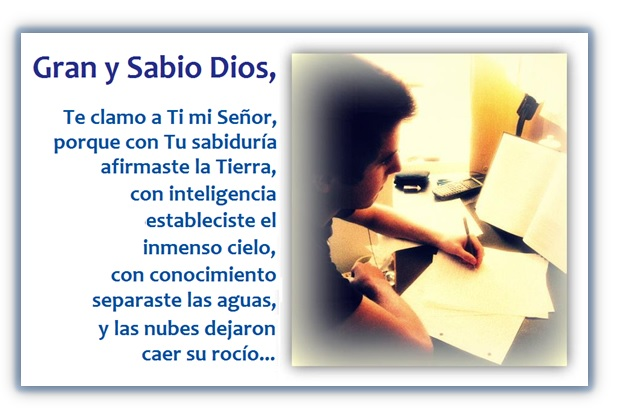 Gran y Sabio Dios,
Te clamo a Ti mi Señor,
porque con Tu sabiduría
afirmaste la Tierra,
con inteligencia
estableciste el
inmenso cielo,
con conocimiento
separaste las aguas,
y las nubes dejaron
caer su rocío...